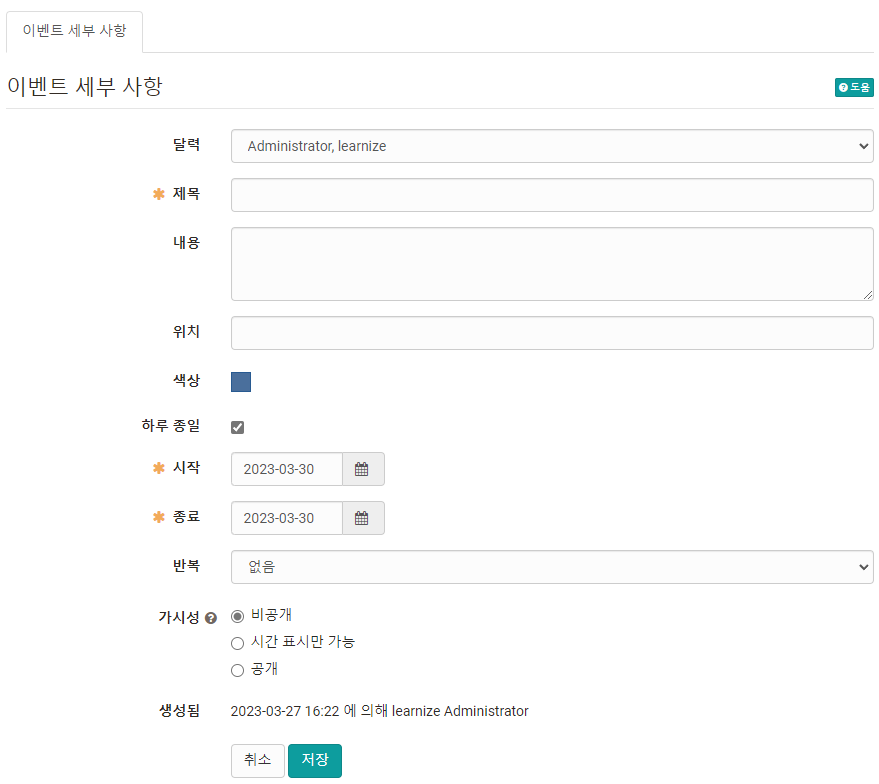 이벤트 세부 사항
이벤트 세부 사항
도움
달력 Administrator, learnize
제목
내용
위치
색상
하루 종일
시작 2023-03-30
종료 2023-03-30
반복 없음
가시성 비공개
시간 표시만 가능
공개
생성됨 2023-03-27 16:22 에 의해 learnize Administrator
취소 저장